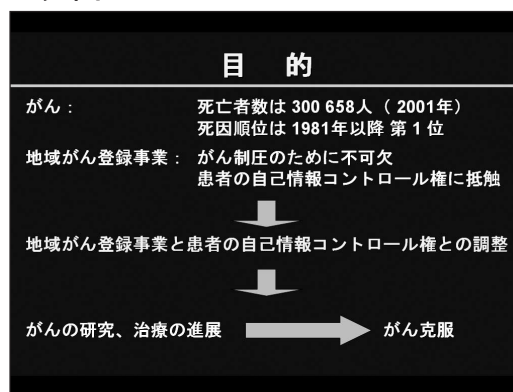 目 的
がん： 死亡者数は 300 658人（ 2001年）
死因順位は 1981年以降 第 1 位
地域がん登録事業： がん制圧のために不可欠
患者の自己情報コントロール権に抵触
地域がん登録事業と患者の自己情報コントロール権との調整
がんの研究、治療の進展 がん克服